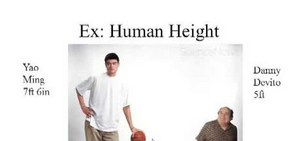 Ex: Human Height
Yao
Ming
7ft 6in
Danny
Devito
5ft